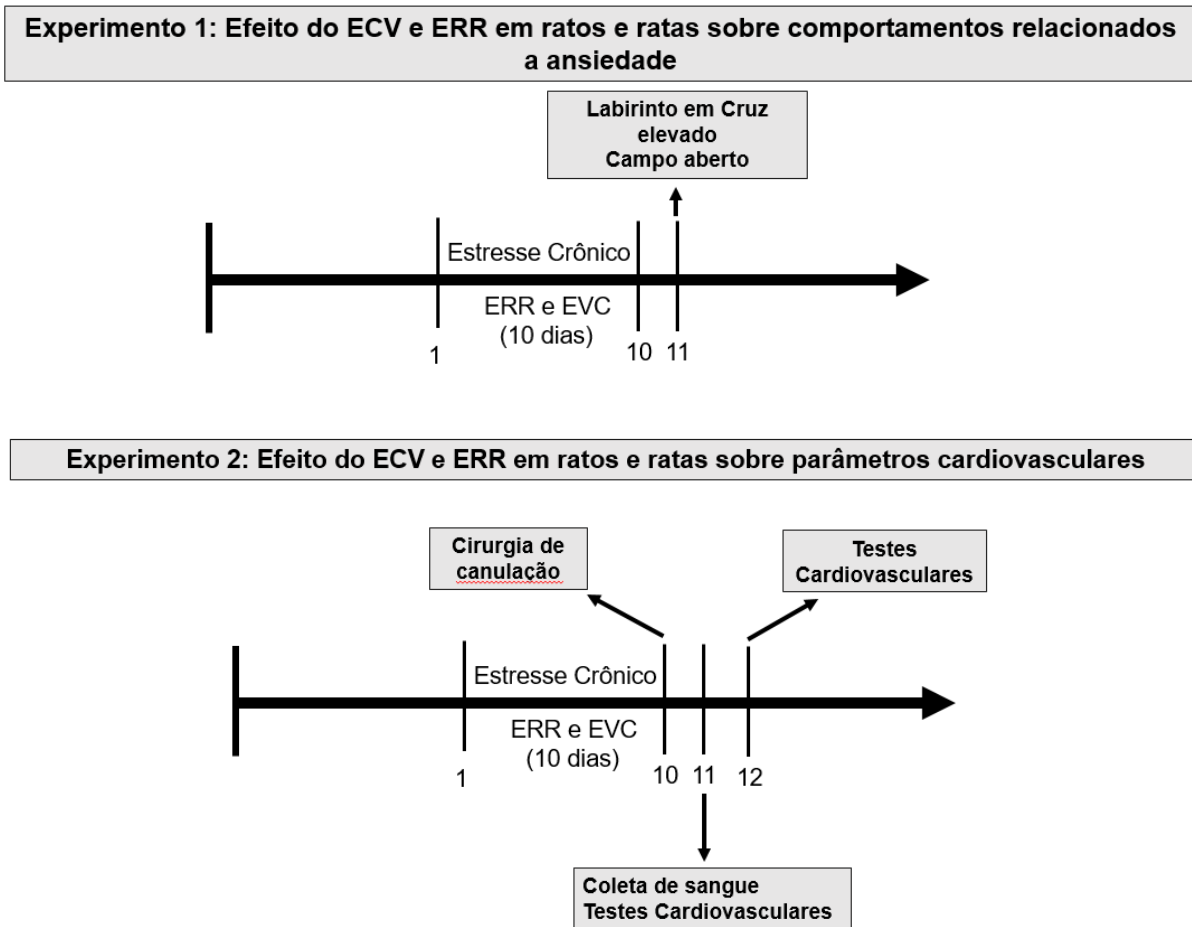 Experimento 1: Efeito do ECV e ERR em ratos e ratas sobre comportamentos relacionados
a ansiedade
Labirinto em Cruz
elevado
Campo aberto
Estresse Crônico
ERR e EVC
(10 dias)
1
10
11
Experimento 2: Efeito do ECV e ERR em ratos e ratas sobre parâmetros cardiovasculares
Cirurgia de
canulação
Testes
Cardiovasculares
Estresse Crônico
ERR e EVC
(10 dias)
1
10
11
12
Coleta de sangue
Testes Cardiovasculares